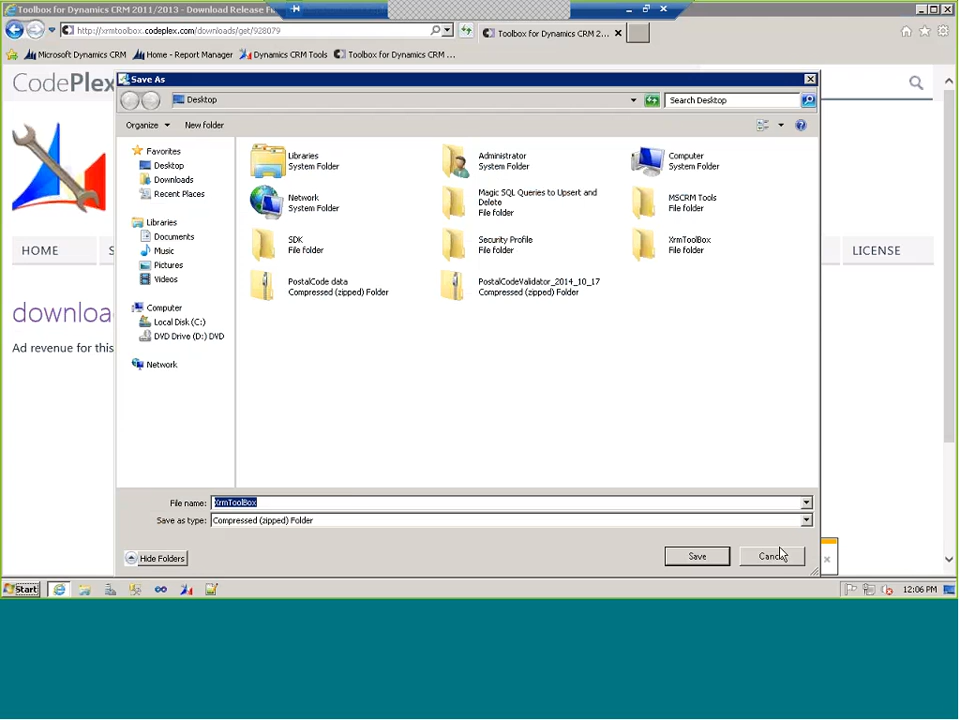 Toolbox for Dynamics CRM 2011/2013 - Download Release F
http://xrmtoolbox.codeplex.com/downloads/get/928079
Toolbox for Dynamics CRM 2...
Microsoft Dynamics CRM
Home - Report Manager
Dynamics CRM Tools
Toolbox for Dynamics CRM ...
CodePlex
Save As
Desktop
Search Desktop
Organize
New folder
Favorites
Desktop
Downloads
Recent Places
Libraries
Documents
Music
Pictures
Videos
Computer
Local Disk (C:)
DVD Drive (D:) DVD
Network
Libraries
System Folder
Administrator
System Folder
Computer
System Folder
Network
System Folder
Magic SQL Queries to Upsert and
Delete
File folder
MSCRM Tools
File folder
SDK
File folder
Security Profile
File folder
XrmToolBox
File folder
PostalCode data
Compressed (zipped) Folder
PostalCodeValidator_2014_10_17
Compressed (zipped) Folder
HOME
S
LICENSE
downloa
Ad revenue for this
File name: XrmToolBox
Save as type: Compressed (zipped) Folder
Hide Folders
Save
Cancel
Start
12:06 PM